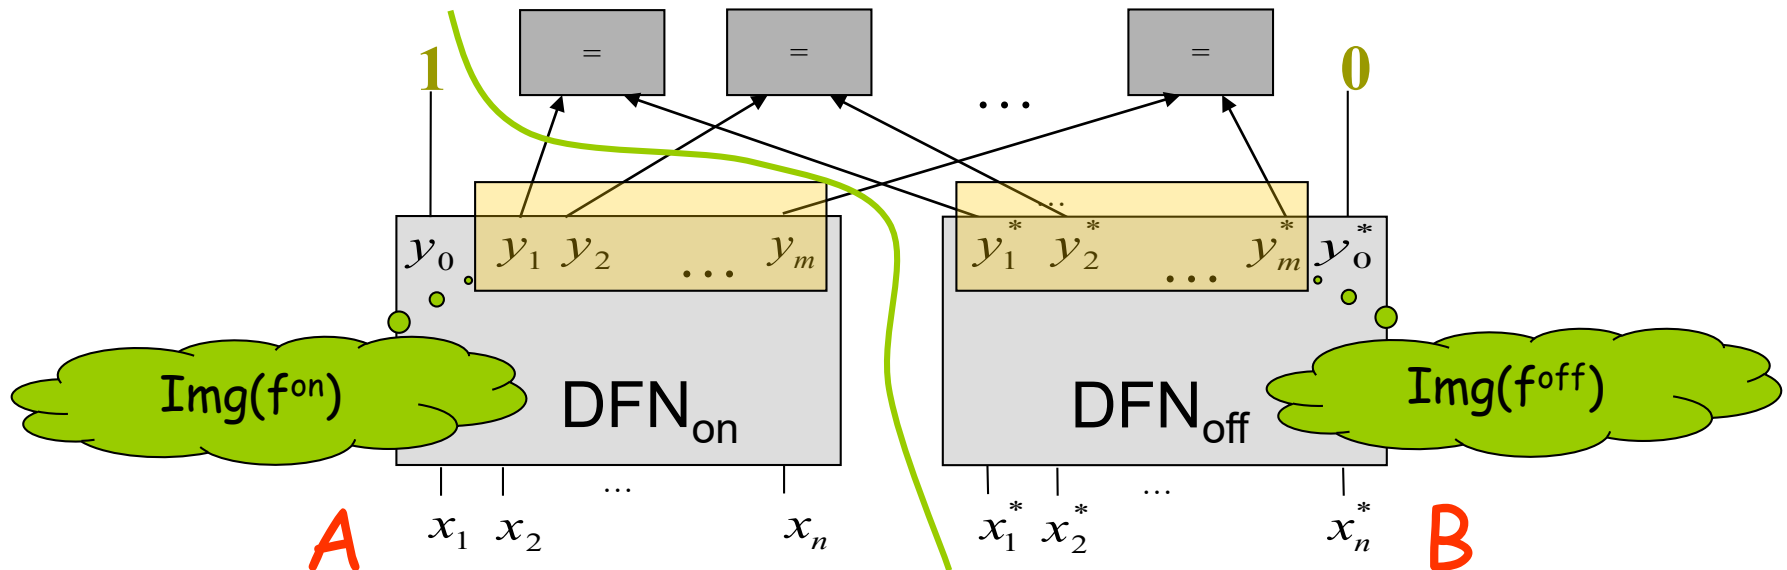 1 = = … = 0
…
y₀ y₁ y₂ … yₘ y₁* y₂* … yₘ* y₀*
Img(fᵒⁿ) DFNₒₙ DFNₒff Img(fᵒᶠᶠ)
… …
A x₁ x₂ xₙ x₁* x₂* xₙ* B